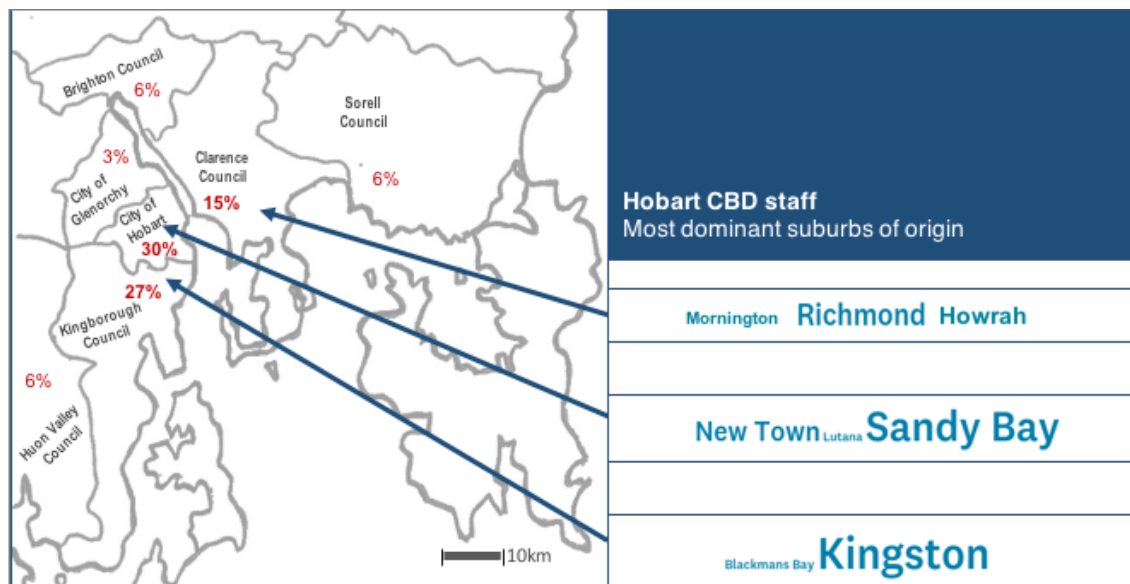 Brighton Council
6%
Sorell
Council
6%
3%
City of
Glenorchy
Clarence
Council
15%
City of
Hobart
30%
27%
Kingborough
Council
6%
Huon Valley
Council
10km
Hobart CBD staff
Most dominant suburbs of origin
Mornington Richmond Howrah
New Town Lutana Sandy Bay
Blackmans Bay Kingston